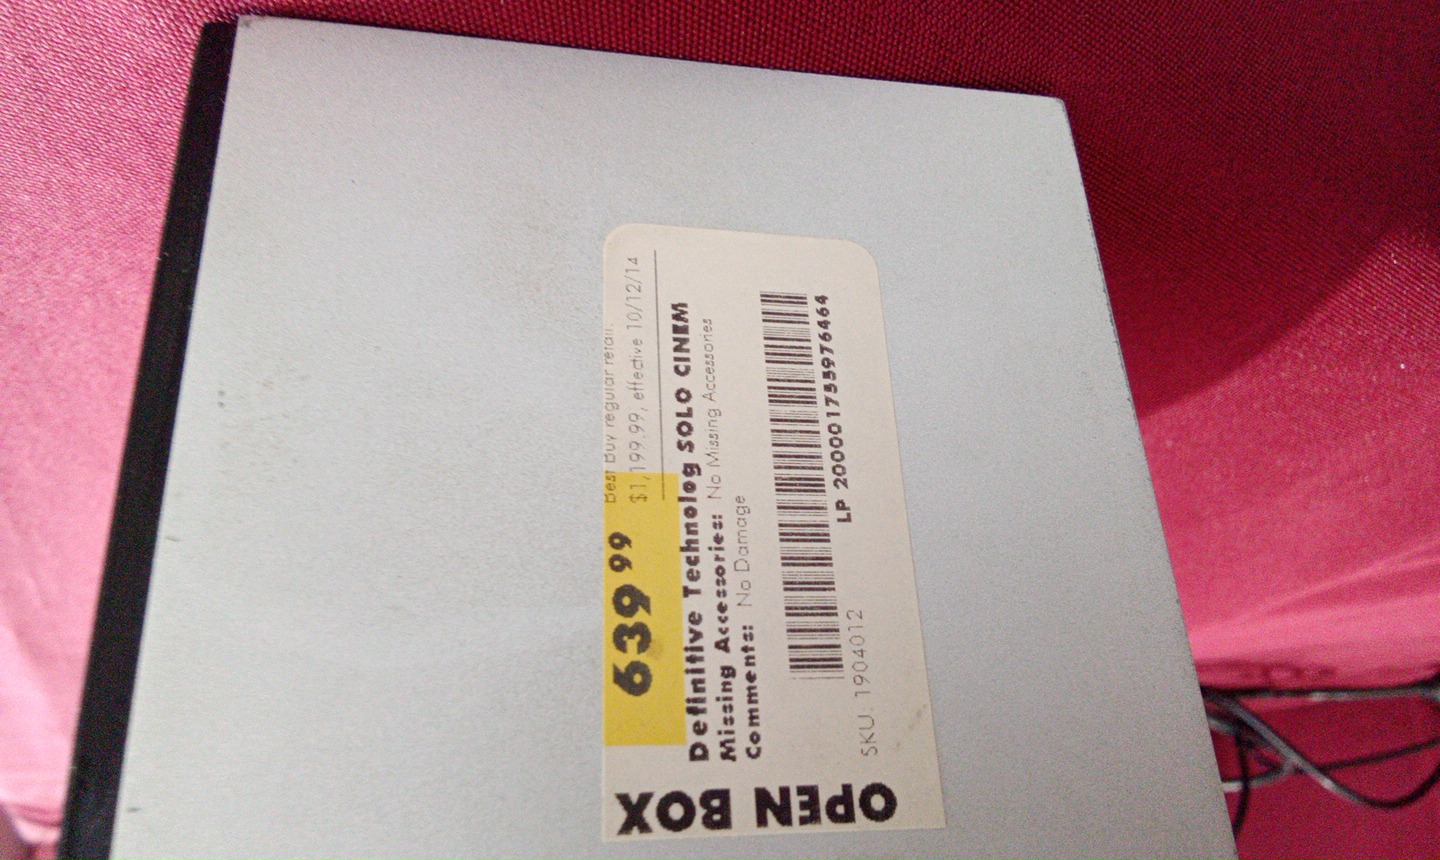 OPEN BOX
639 99
Best Buy regular retail:
$1,199.99, effective 10/12/14
Definitive Technolog SOLO CINEM
Missing Accessories: No Missing Accessories
Comments: No Damage
LP 2000017559976464
SKU: 1904012